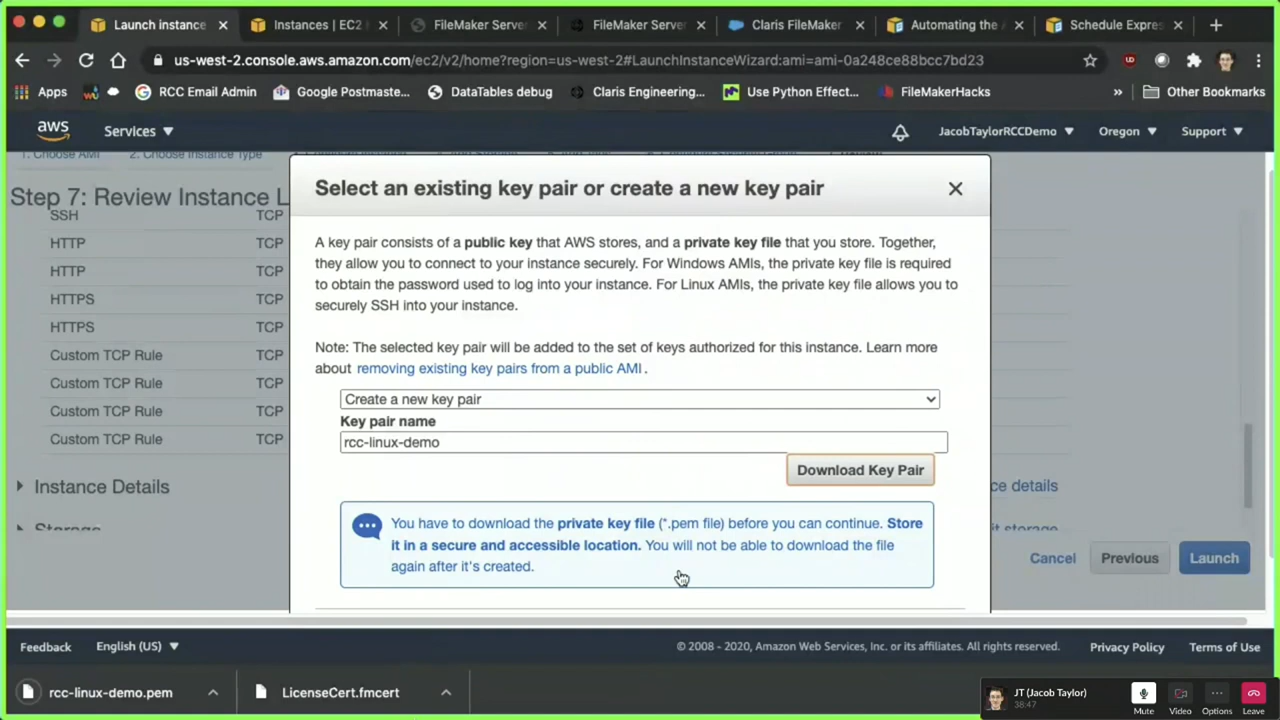 Launch instance
Instances | EC2
FileMaker Serve
FileMaker Serve
Claris FileMaker
Automating the
Schedule Expre
us-west-2.console.aws.amazon.com/ec2/v2/home?region=us-west-2#LaunchInstanceWizard:ami=ami-0a248ce88bcc7bd23
Apps
RCC Email Admin
Google Postmaste...
DataTables debug
Claris Engineering...
Use Python Effect...
FileMakerHacks
»
Other Bookmarks
aws
Services
JacobTaylorRCCDemo
Oregon
Support
1. Choose AMI
2. Choose Instance Type
Step 7: Review Instance L
Select an existing key pair or create a new key pair
A key pair consists of a public key that AWS stores, and a private key file that you store. Together,
they allow you to connect to your instance securely. For Windows AMIs, the private key file is required
to obtain the password used to log into your instance. For Linux AMIs, the private key file allows you to
securely SSH into your instance.
Note: The selected key pair will be added to the set of keys authorized for this instance. Learn more
about removing existing key pairs from a public AMI .
Create a new key pair
Key pair name
rcc-linux-demo
Download Key Pair
You have to download the private key file (*.pem file) before you can continue. Store
it in a secure and accessible location. You will not be able to download the file
again after it's created.
SSH TCP
HTTP TCP
HTTP TCP
HTTPS TCP
HTTPS TCP
Custom TCP Rule TCP
Custom TCP Rule TCP
Custom TCP Rule TCP
Custom TCP Rule TCP
Instance Details
ce details
Storage
it storage
Cancel
Previous
Launch
Feedback
English (US)
© 2008 - 2020, Amazon Web Services, Inc. or its affiliates. All rights reserved.
Privacy Policy
Terms of Use
rcc-linux-demo.pem
LicenseCert.fmcert
JT (Jacob Taylor)
38:47
Mute
Video
Options
Leave